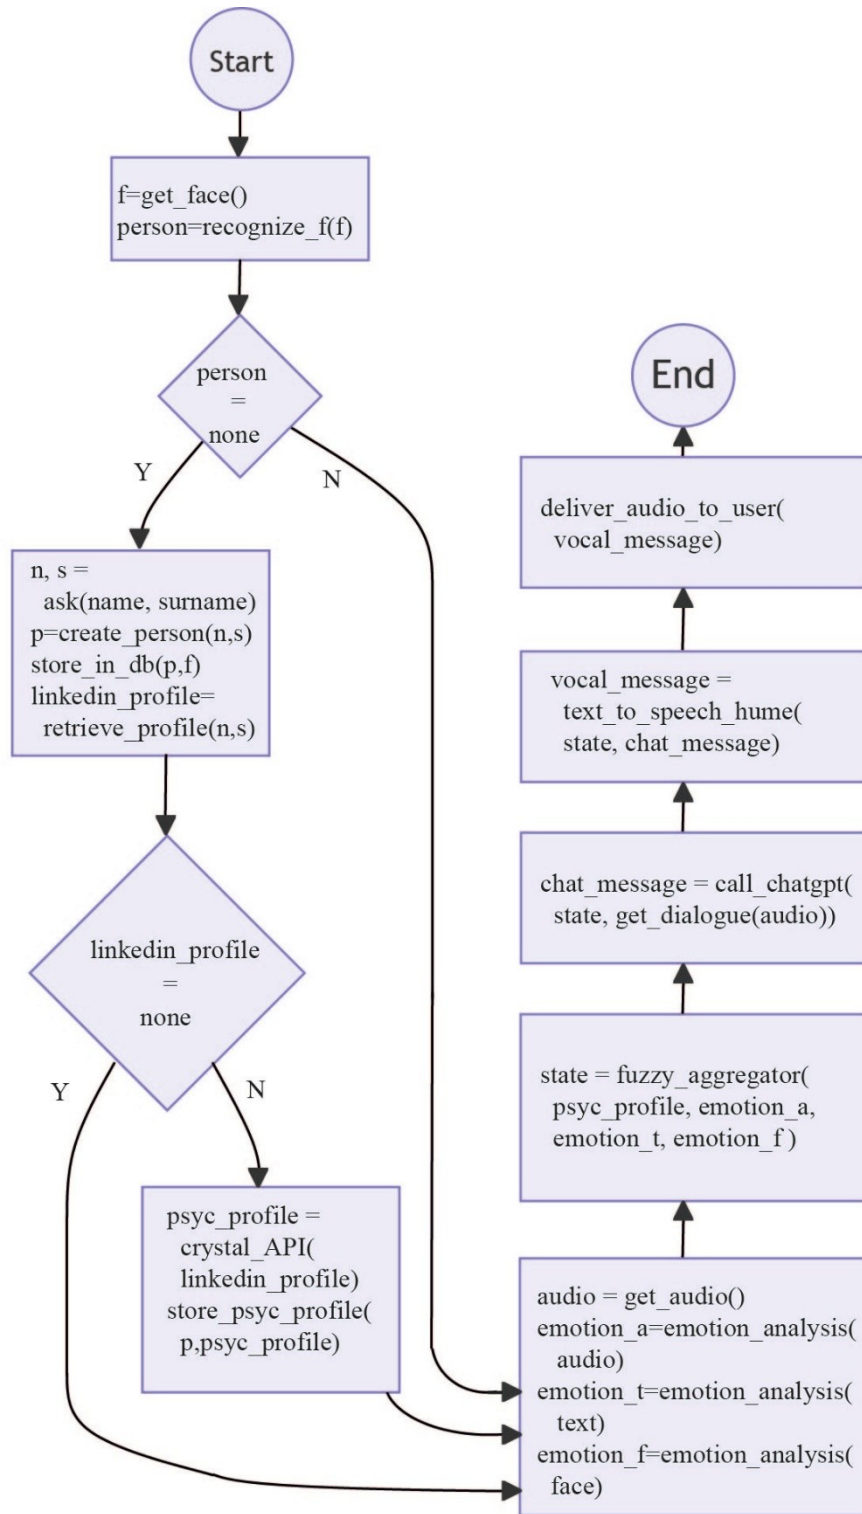 Start
f=get_face()
person=recognize_f(f)
person
=
none
Y
N
n, s =
ask(name, surname)
p=create_person(n,s)
store_in_db(p,f)
linkedin_profile=
retrieve_profile(n,s)
linkedin_profile
=
none
Y
N
psyc_profile =
crystal_API(
linkedin_profile)
store_psyc_profile(
p,psyc_profile)
audio = get_audio()
emotion_a=emotion_analysis(
audio)
emotion_t=emotion_analysis(
text)
emotion_f=emotion_analysis(
face)
state = fuzzy_aggregator(
psyc_profile, emotion_a,
emotion_t, emotion_f )
chat_message = call_chatgpt(
state, get_dialogue(audio))
vocal_message =
text_to_speech_hume(
state, chat_message)
deliver_audio_to_user(
vocal_message)
End